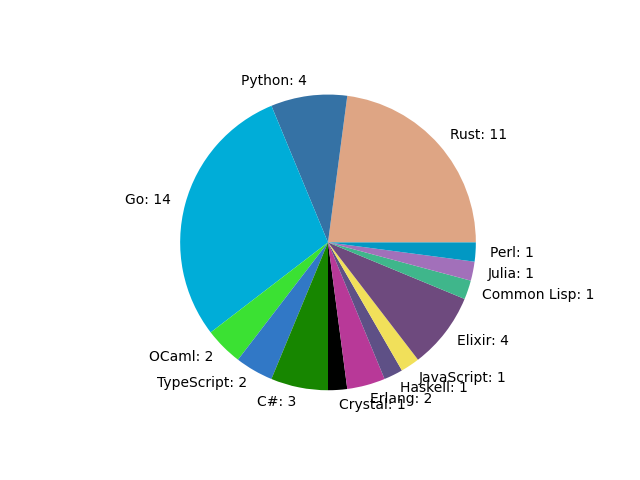 Python: 4
Rust: 11
Go: 14
Perl: 1
Julia: 1
Common Lisp: 1
Elixir: 4
OCaml: 2
JavaScript: 1
TypeScript: 2
Haskell: 1
Erlang: 2
C#: 3
Crystal: 1